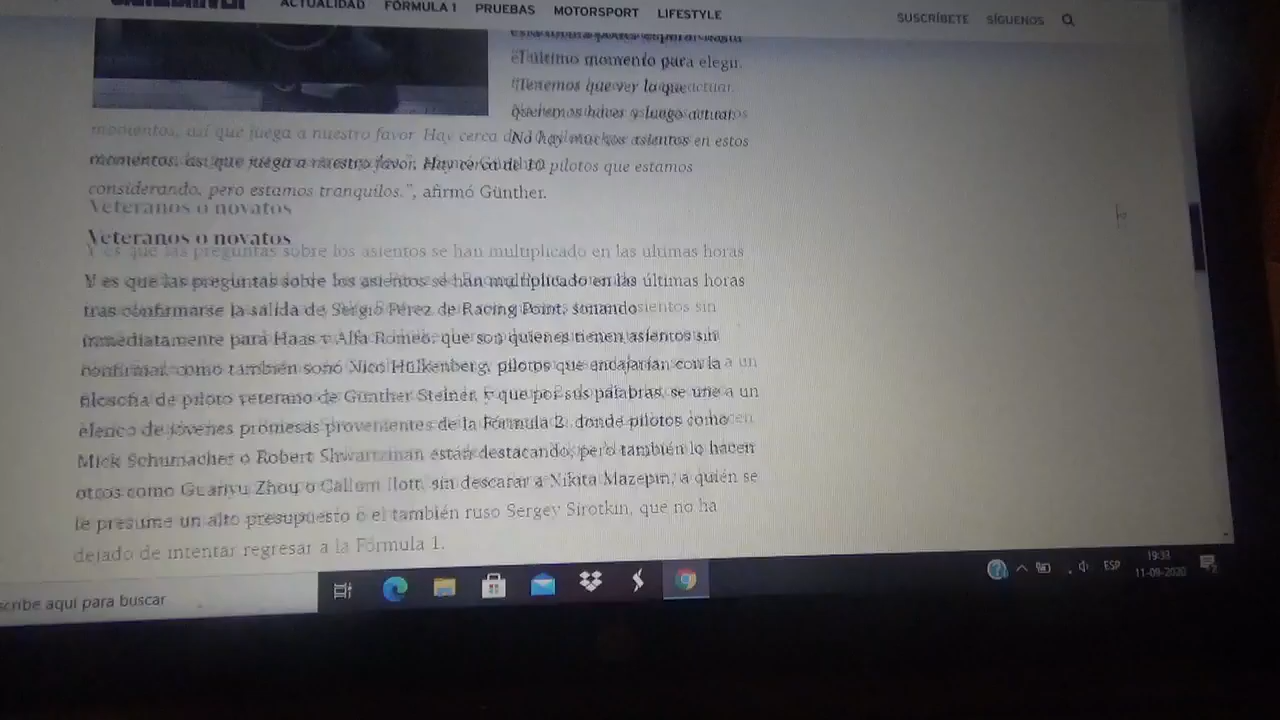 ACTUALIDAD FÓRMULA 1 PRUEBAS MOTORSPORT LIFESTYLE
SUSCRÍBETE SÍGUENOS
el último momento para elegir.
"Tenemos que ver lo que
Queremos
No hay muchos asientos en estos
momentos, así que juega a nuestro favor. Hay cerca de 10 pilotos que estamos
considerando, pero estamos tranquilos.", afirmó Günther.
Veteranos o novatos
Y es que las preguntas sobre los asientos se han multiplicado en las últimas horas
tras confirmarse la salida de Sergio Pérez de Racing Point, sonando
inmediatamente para Haas y Alfa Romeo, que son quienes tienen asientos sin
confirmar, como también sonó Nico Hülkenberg, pilotos que encajarían con la
filosofía de piloto veterano de Günther Steiner, y que por sus palabras, se une a un
elenco de jóvenes promesas provenientes de la Fórmula 2, donde pilotos como
Mick Schumacher o Robert Shwartzman están destacando, pero también lo hacen
otros como Guanyu Zhou o Callum Ilott, sin descarar a Nikita Mazepin, a quién se
le presume un alto presupuesto o el también ruso Sergey Sirotkin, que no ha
dejado de intentar regresar a la Fórmula 1.
scribe aquí para buscar
ESP
19:33
11-09-2020